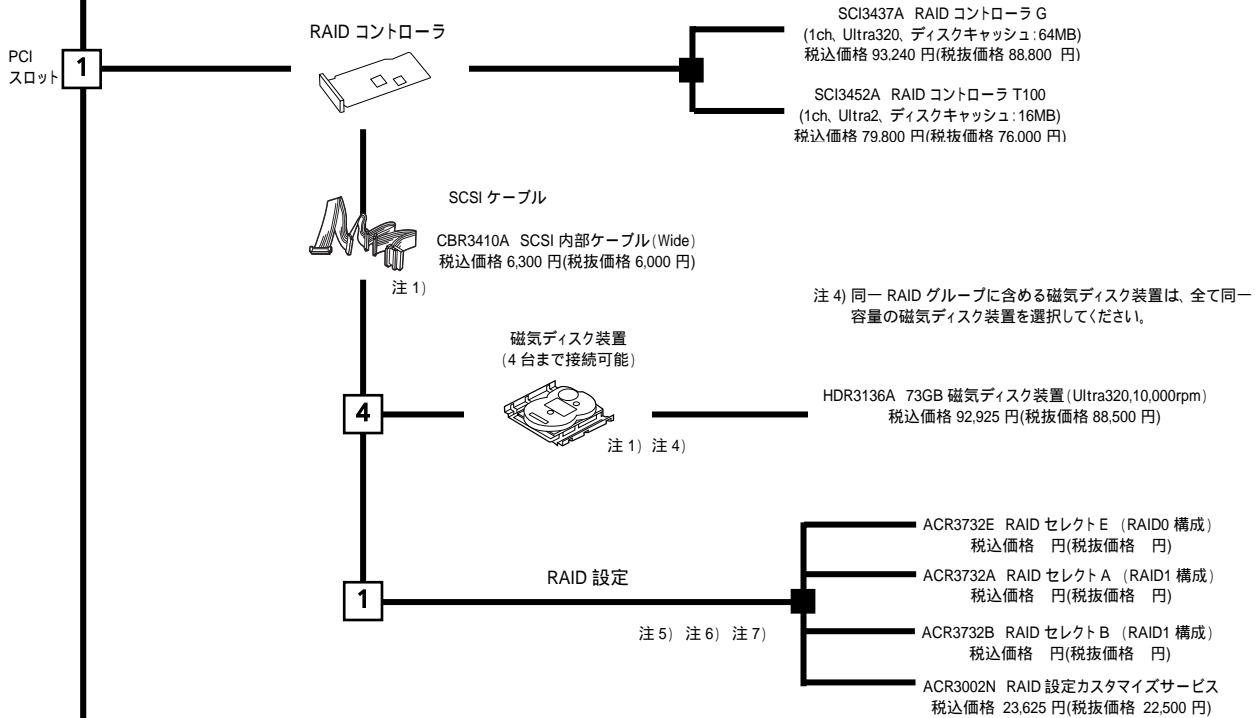 PCI
スロット
1
RAID コントローラ
SCI3437A RAID コントローラ G
(1ch、Ultra320、ディスクキャッシュ:64MB)
税込価格 93,240 円(税抜価格 88,800 円)
SCI3452A RAID コントローラ T100
(1ch、Ultra2、ディスクキャッシュ:16MB)
税込価格 79,800 円(税抜価格 76,000 円)
SCSI ケーブル
CBR3410A SCSI 内部ケーブル(Wide)
税込価格 6,300 円(税抜価格 6,000 円)
注 1)
注 4) 同一 RAID グループに含める磁気ディスク装置は、全て同一
容量の磁気ディスク装置を選択してください。
磁気ディスク装置
(4 台まで接続可能)
4
注 1) 注 4)
HDR3136A 73GB 磁気ディスク装置(Ultra320,10,000rpm)
税込価格 92,925 円(税抜価格 88,500 円)
1
RAID 設定
注 5) 注 6) 注 7)
ACR3732E RAID セレクト E (RAID0 構成)
税込価格 円(税抜価格 円)
ACR3732A RAID セレクト A (RAID1 構成)
税込価格 円(税抜価格 円)
ACR3732B RAID セレクト B (RAID1 構成)
税込価格 円(税抜価格 円)
ACR3002N RAID 設定カスタマイズサービス
税込価格 23,625 円(税抜価格 22,500 円)